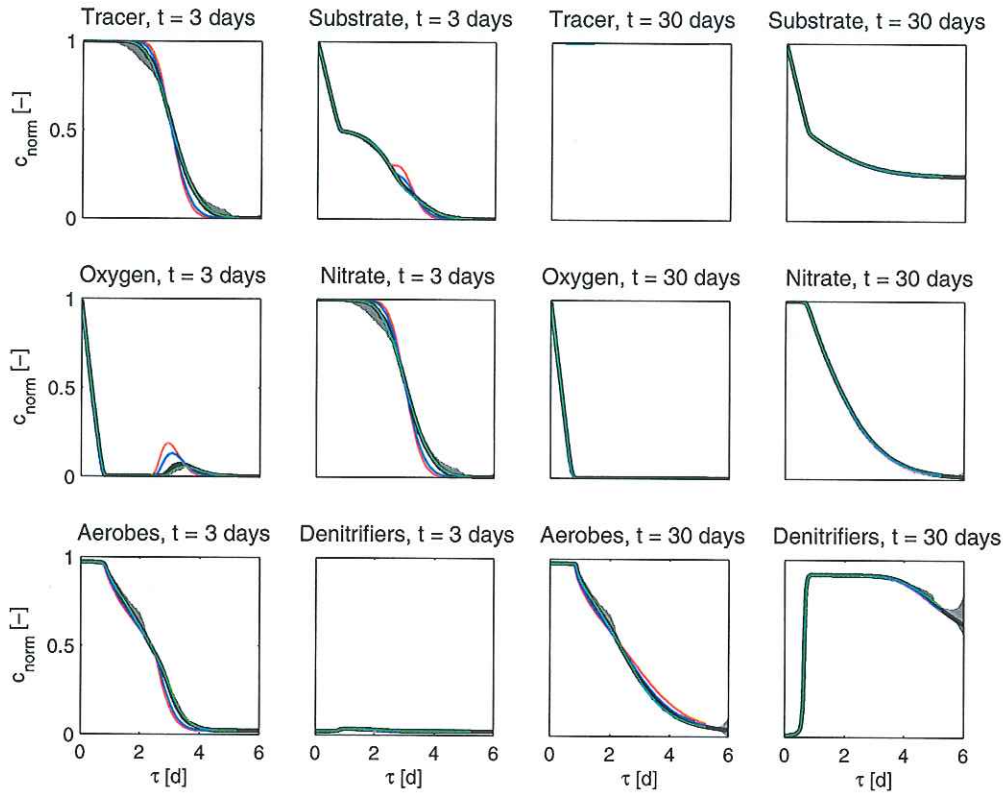 Tracer, t = 3 days
Substrate, t = 3 days
Tracer, t = 30 days
Substrate, t = 30 days
1
0.5
0
c_norm [–]
Oxygen, t = 3 days
Nitrate, t = 3 days
Oxygen, t = 30 days
Nitrate, t = 30 days
1
0.5
0
c_norm [–]
Aerobes, t = 3 days
Denitrifiers, t = 3 days
Aerobes, t = 30 days
Denitrifiers, t = 30 days
1
0.5
0
c_norm [–]
0 2 4 6
0 2 4 6
0 2 4 6
0 2 4 6
τ [d]
τ [d]
τ [d]
τ [d]